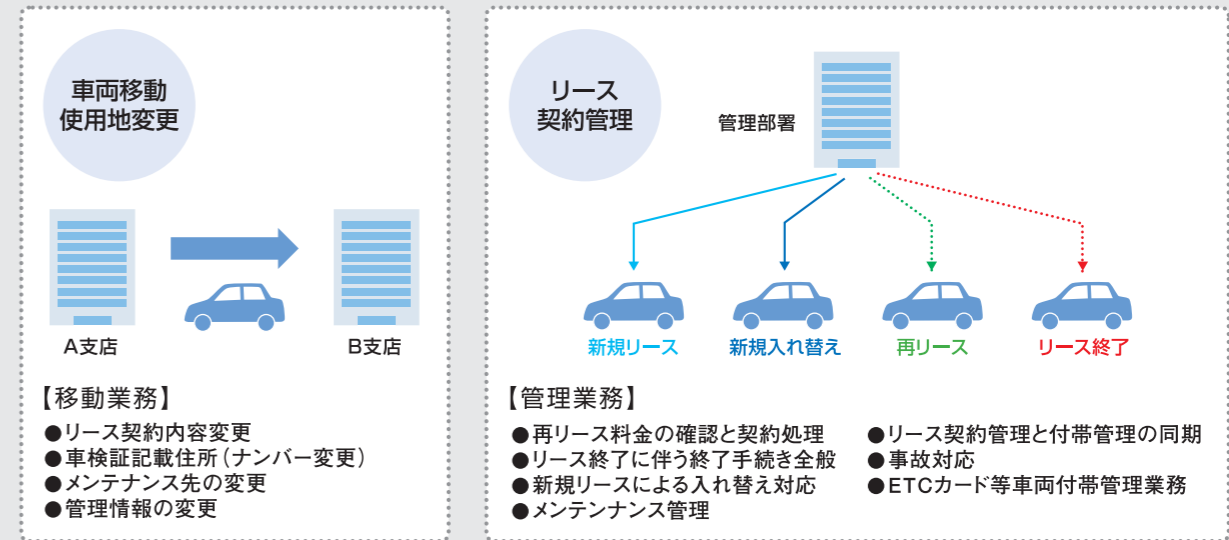 車両移動
使用地変更
A支店
B支店
【移動業務】
●リース契約内容変更
●車検証記載住所(ナンバー変更)
●メンテナンス先の変更
●管理情報の変更
リース
契約管理
管理部署
新規リース
新規入れ替え
再リース
リース終了
【管理業務】
●再リース料金の確認と契約処理
●リース終了に伴う終了手続き全般
●新規リースによる入れ替え対応
●メンテンナンス管理
●リース契約管理と付帯管理の同期
●事故対応
●ETCカード等車両付帯管理業務